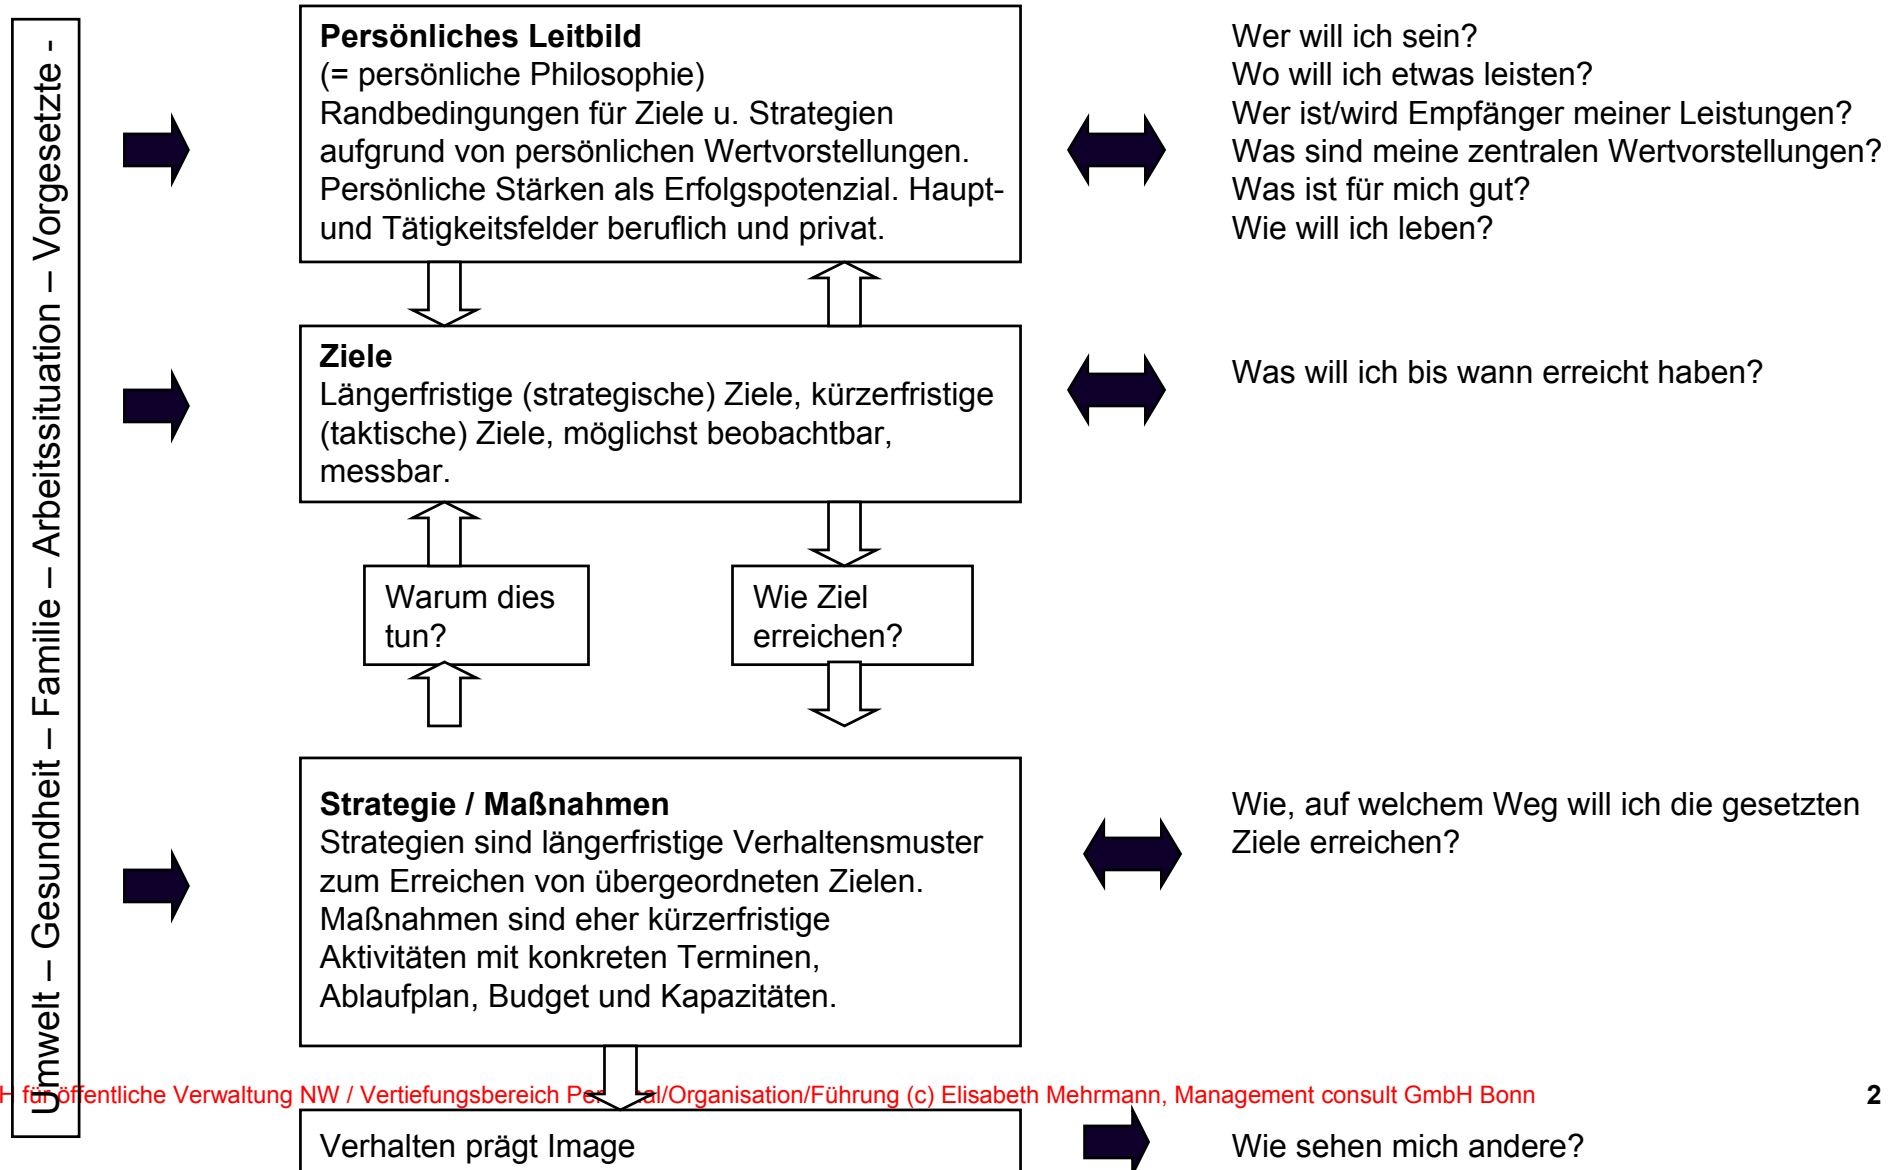 Umwelt – Gesundheit – Familie – Arbeitssituation – Vorgesetzte -
Persönliches Leitbild
(= persönliche Philosophie)
Randbedingungen für Ziele u. Strategien
aufgrund von persönlichen Wertvorstellungen.
Persönliche Stärken als Erfolgspotenzial. Haupt-
und Tätigkeitsfelder beruflich und privat.
Wer will ich sein?
Wo will ich etwas leisten?
Wer ist/wird Empfänger meiner Leistungen?
Was sind meine zentralen Wertvorstellungen?
Was ist für mich gut?
Wie will ich leben?
Ziele
Längerfristige (strategische) Ziele, kürzerfristige
(taktische) Ziele, möglichst beobachtbar,
messbar.
Was will ich bis wann erreicht haben?
Warum dies
tun?
Wie Ziel
erreichen?
Strategie / Maßnahmen
Strategien sind längerfristige Verhaltensmuster
zum Erreichen von übergeordneten Zielen.
Maßnahmen sind eher kürzerfristige
Aktivitäten mit konkreten Terminen,
Ablaufplan, Budget und Kapazitäten.
Wie, auf welchem Weg will ich die gesetzten
Ziele erreichen?
H für öffentliche Verwaltung NW / Vertiefungsbereich Personal/Organisation/Führung (c) Elisabeth Mehrmann, Management consult GmbH Bonn
2
Verhalten prägt Image
Wie sehen mich andere?